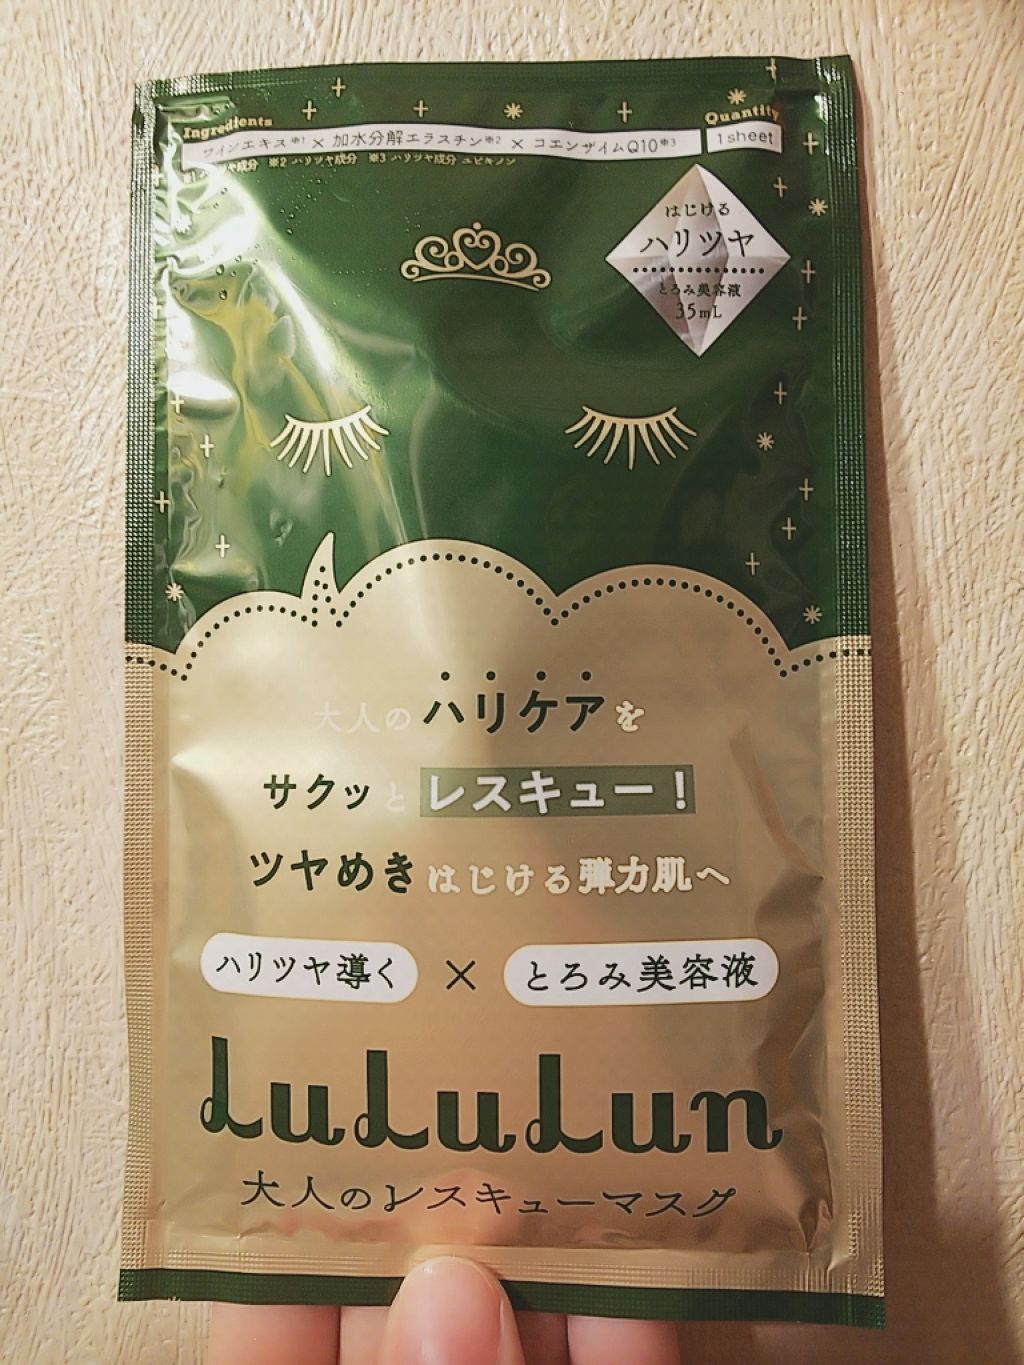 Ingredients
ワインエキス※1 × 加水分解エラスチン※2 × コエンザイムQ10※3
ツヤ成分 ※2 ハリツヤ成分 ※3 ハリツヤ成分 ユビキノン
Quantity
1sheet
はじける
ハリツヤ
とろみ美容液
35mL
大人のハリケアを
サクッとレスキュー!
ツヤめきはじける弾力肌へ
ハリツヤ導く × とろみ美容液
LuLuLun
大人のレスキューマスク